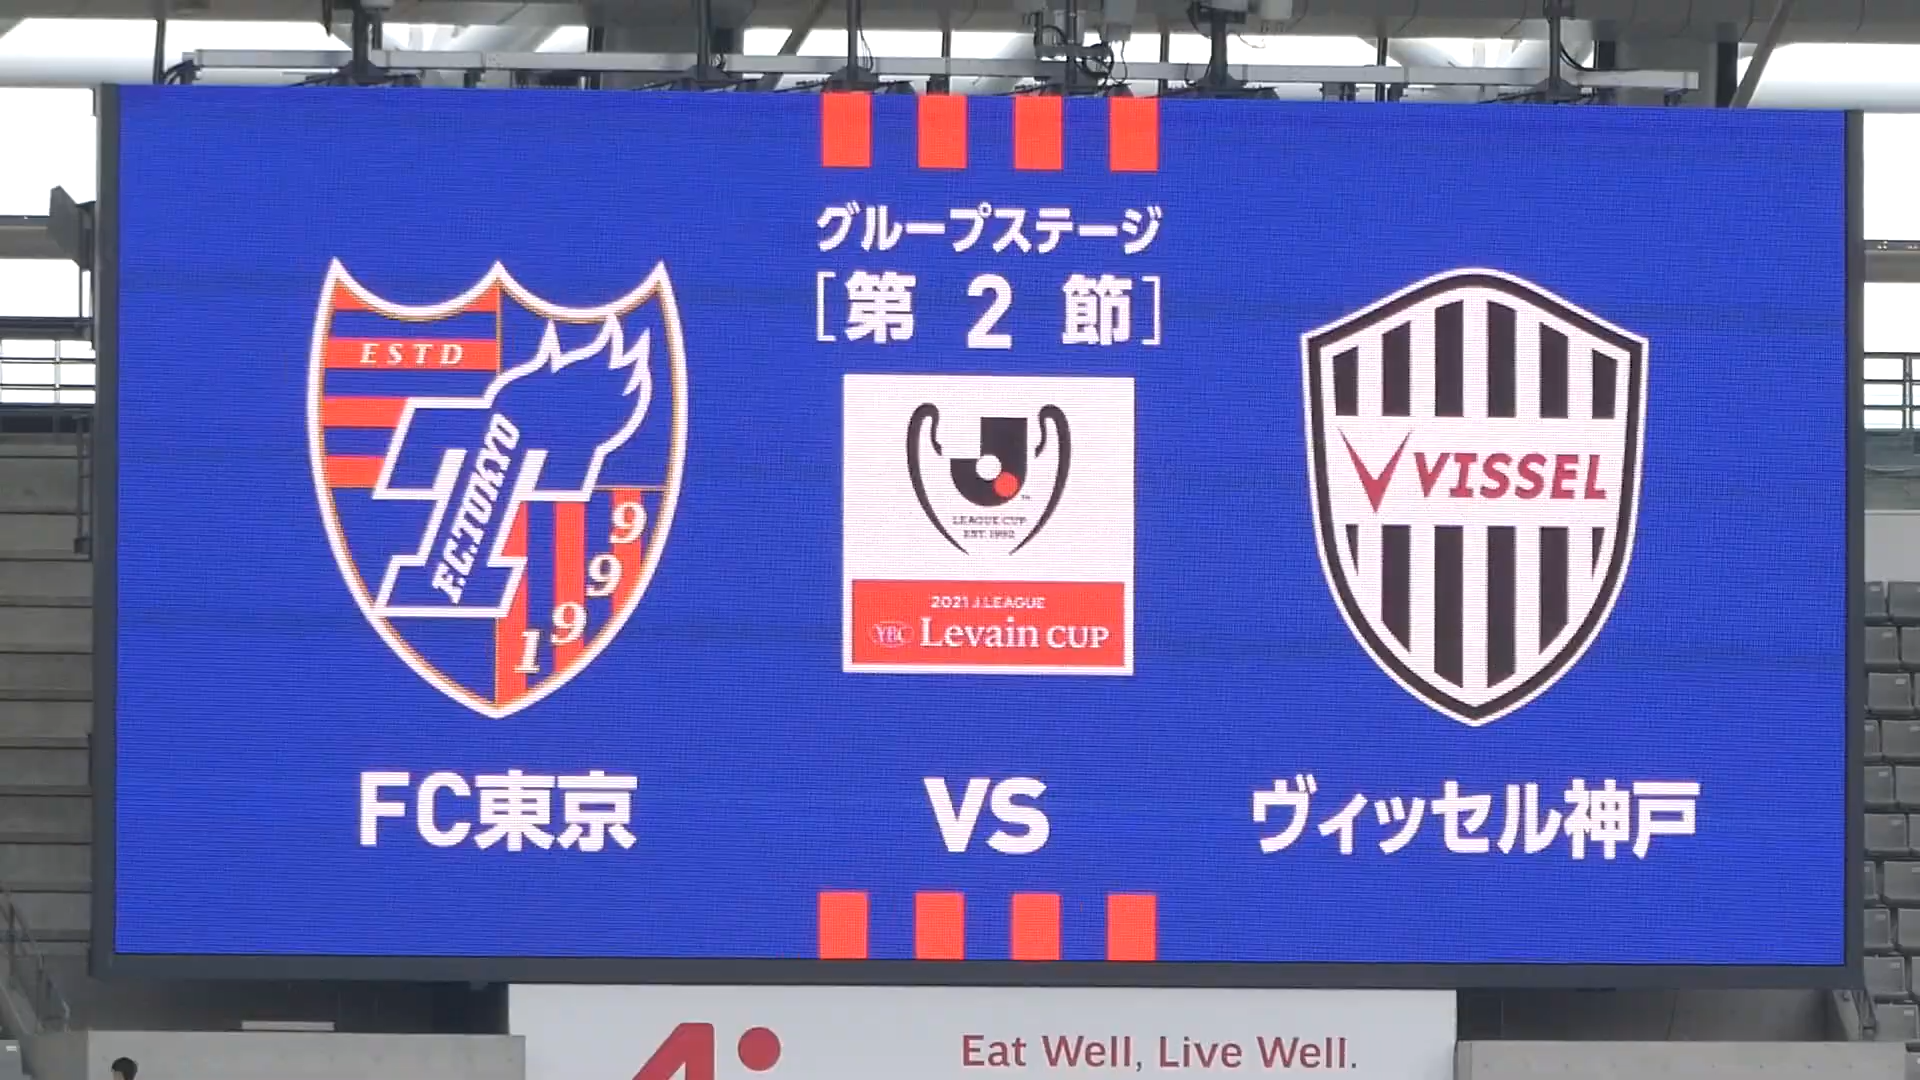 グループステージ
[第2節]
ESTD
F.C.TOKYO
1999
LEAGUE CUP
EST. 1992
2021 J.LEAGUE
YBC Levain CUP
VISSEL
FC東京
VS
ヴィッセル神戸
Eat Well, Live Well.